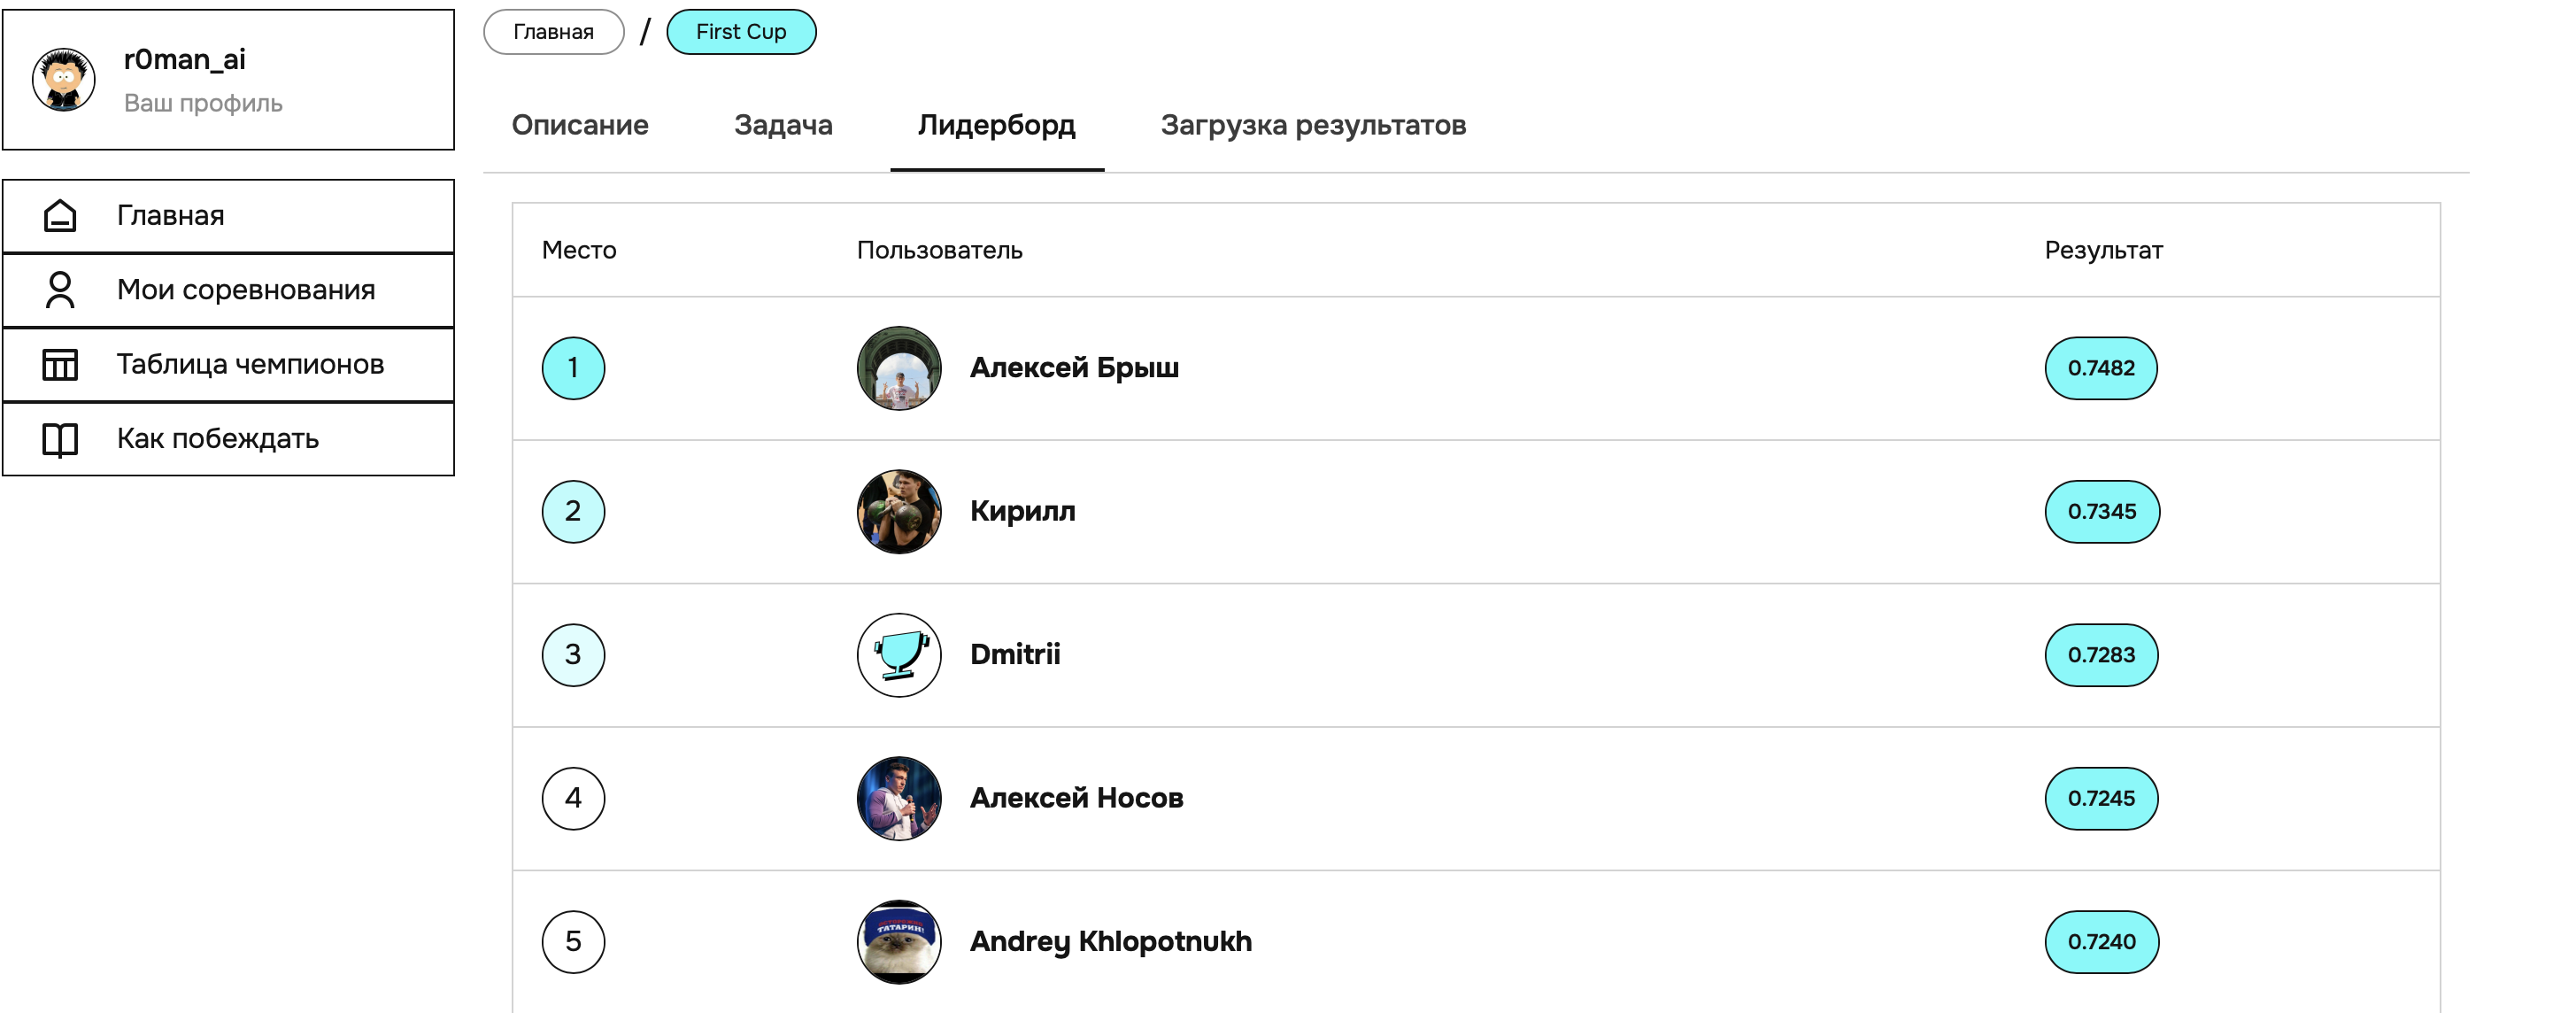 r0man_ai
Ваш профиль
Главная
Мои соревнования
Таблица чемпионов
Как побеждать
Главная / First Cup
Описание Задача Лидерборд Загрузка результатов
Место Пользователь Результат
1 Алексей Брыш 0.7482
2 Кирилл 0.7345
3 Dmitrii 0.7283
4 Алексей Носов 0.7245
ТАТАРИН!
5 Andrey Khlopotnukh 0.7240